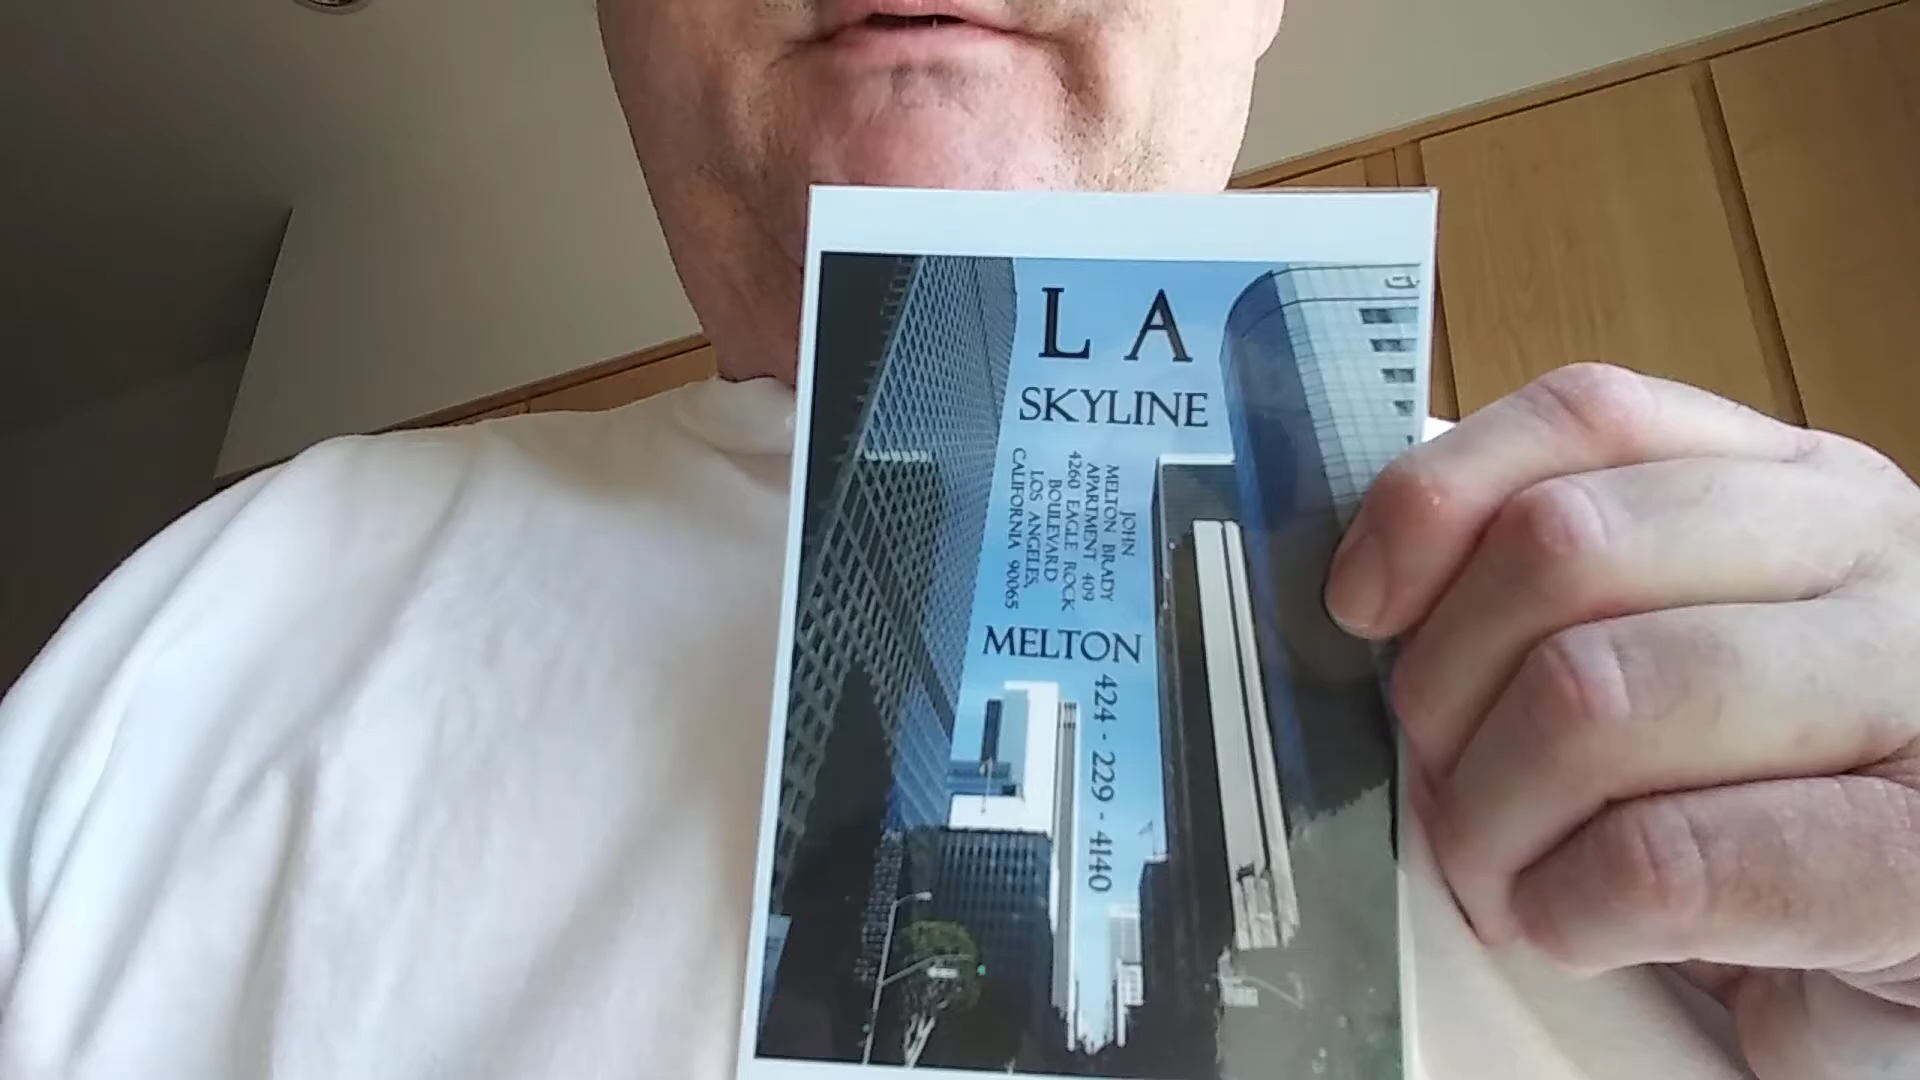 L A
SKYLINE
JOHN
MELTON BRADY
APARTMENT 409
4260 EAGLE ROCK
BOULEVARD
LOS ANGELES,
CALIFORNIA 90065
MELTON
424 - 229 - 4140